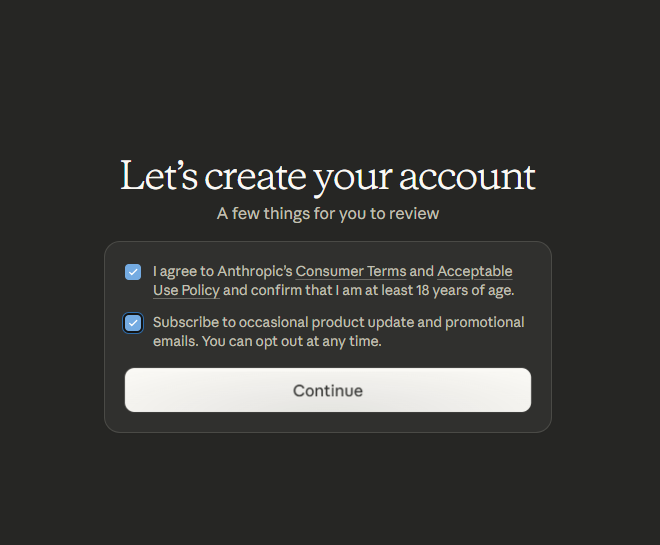 Let's create your account
A few things for you to review
I agree to Anthropic's Consumer Terms and Acceptable
Use Policy and confirm that I am at least 18 years of age.
Subscribe to occasional product update and promotional
emails. You can opt out at any time.
Continue